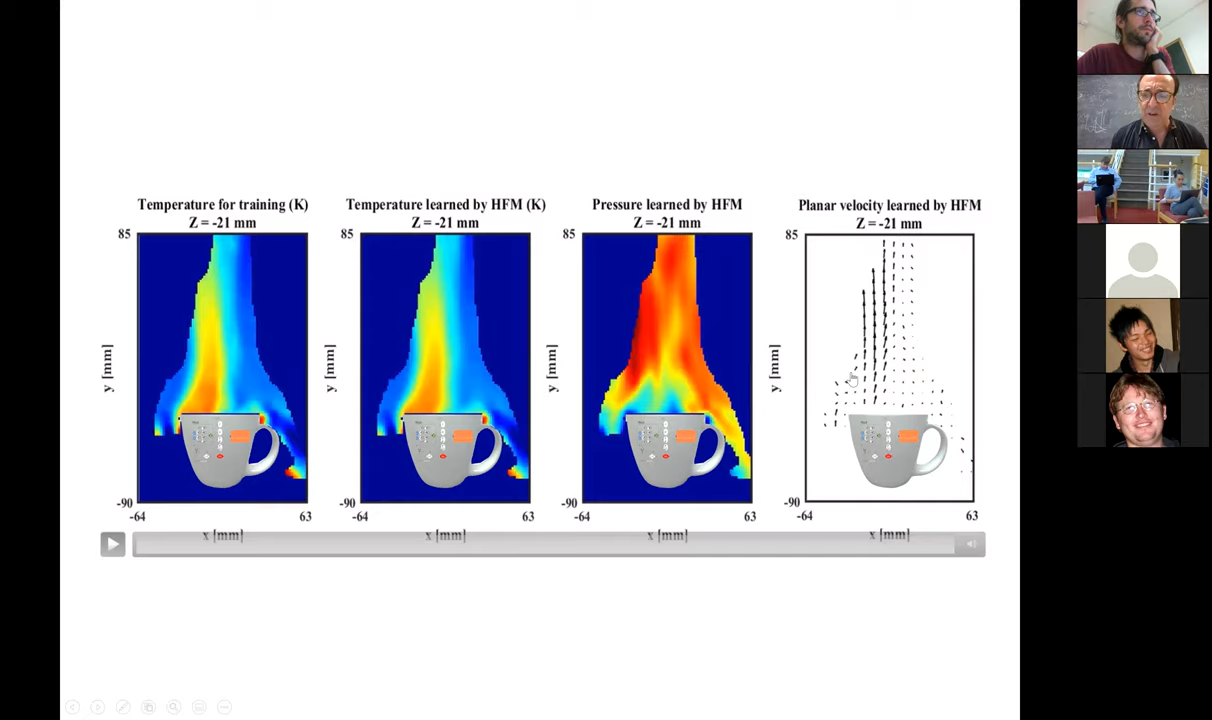 Temperature for training (K)
Z = -21 mm
85
y [mm]
-90
-64
63
x [mm]
Temperature learned by HFM (K)
Z = -21 mm
85
y [mm]
-90
-64
63
x [mm]
Pressure learned by HFM
Z = -21 mm
85
y [mm]
-90
-64
63
x [mm]
Planar velocity learned by HFM
Z = -21 mm
85
y [mm]
-90
-64
63
x [mm]